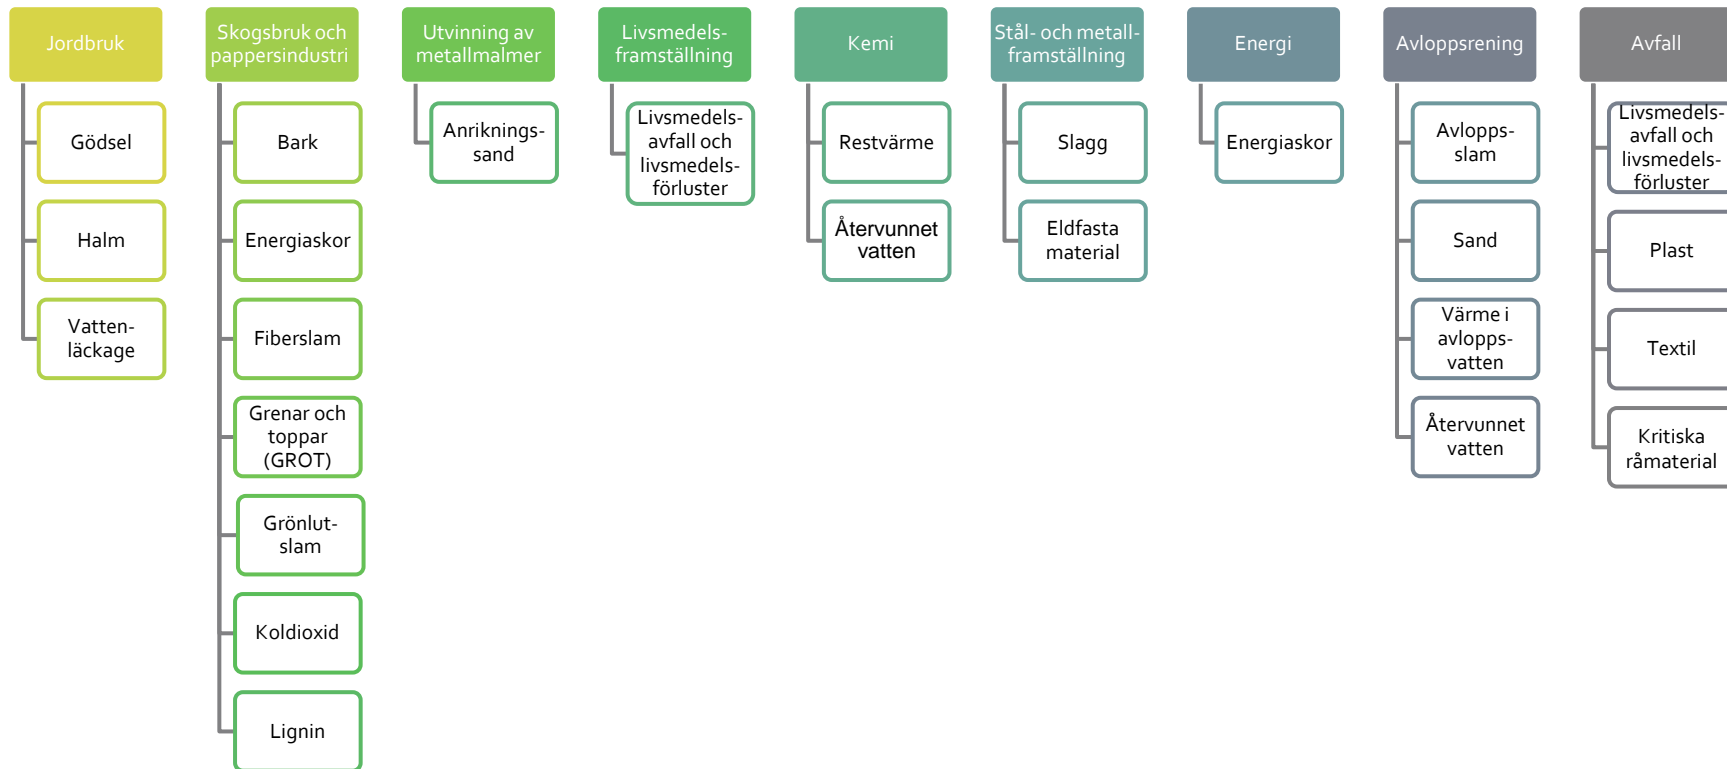 Jordbruk
Gödsel
Halm
Vatten-
läckage
Skogsbruk och
pappersindustri
Bark
Energiaskor
Fiberslam
Grenar och
toppar
(GROT)
Grönlut-
slam
Koldioxid
Lignin
Utvinning av
metallmalmer
Anriknings-
sand
Livsmedels-
framställning
Livsmedels-
avfall och
livsmedels-
förluster
Kemi
Restvärme
Återvunnet
vatten
Stål- och metall-
framställning
Slagg
Eldfasta
material
Energi
Energiaskor
Avloppsrening
Avlopps-
slam
Sand
Värme i
avlopps-
vatten
Återvunnet
vatten
Avfall
Livsmedels-
avfall och
livsmedels-
förluster
Plast
Textil
Kritiska
råmaterial